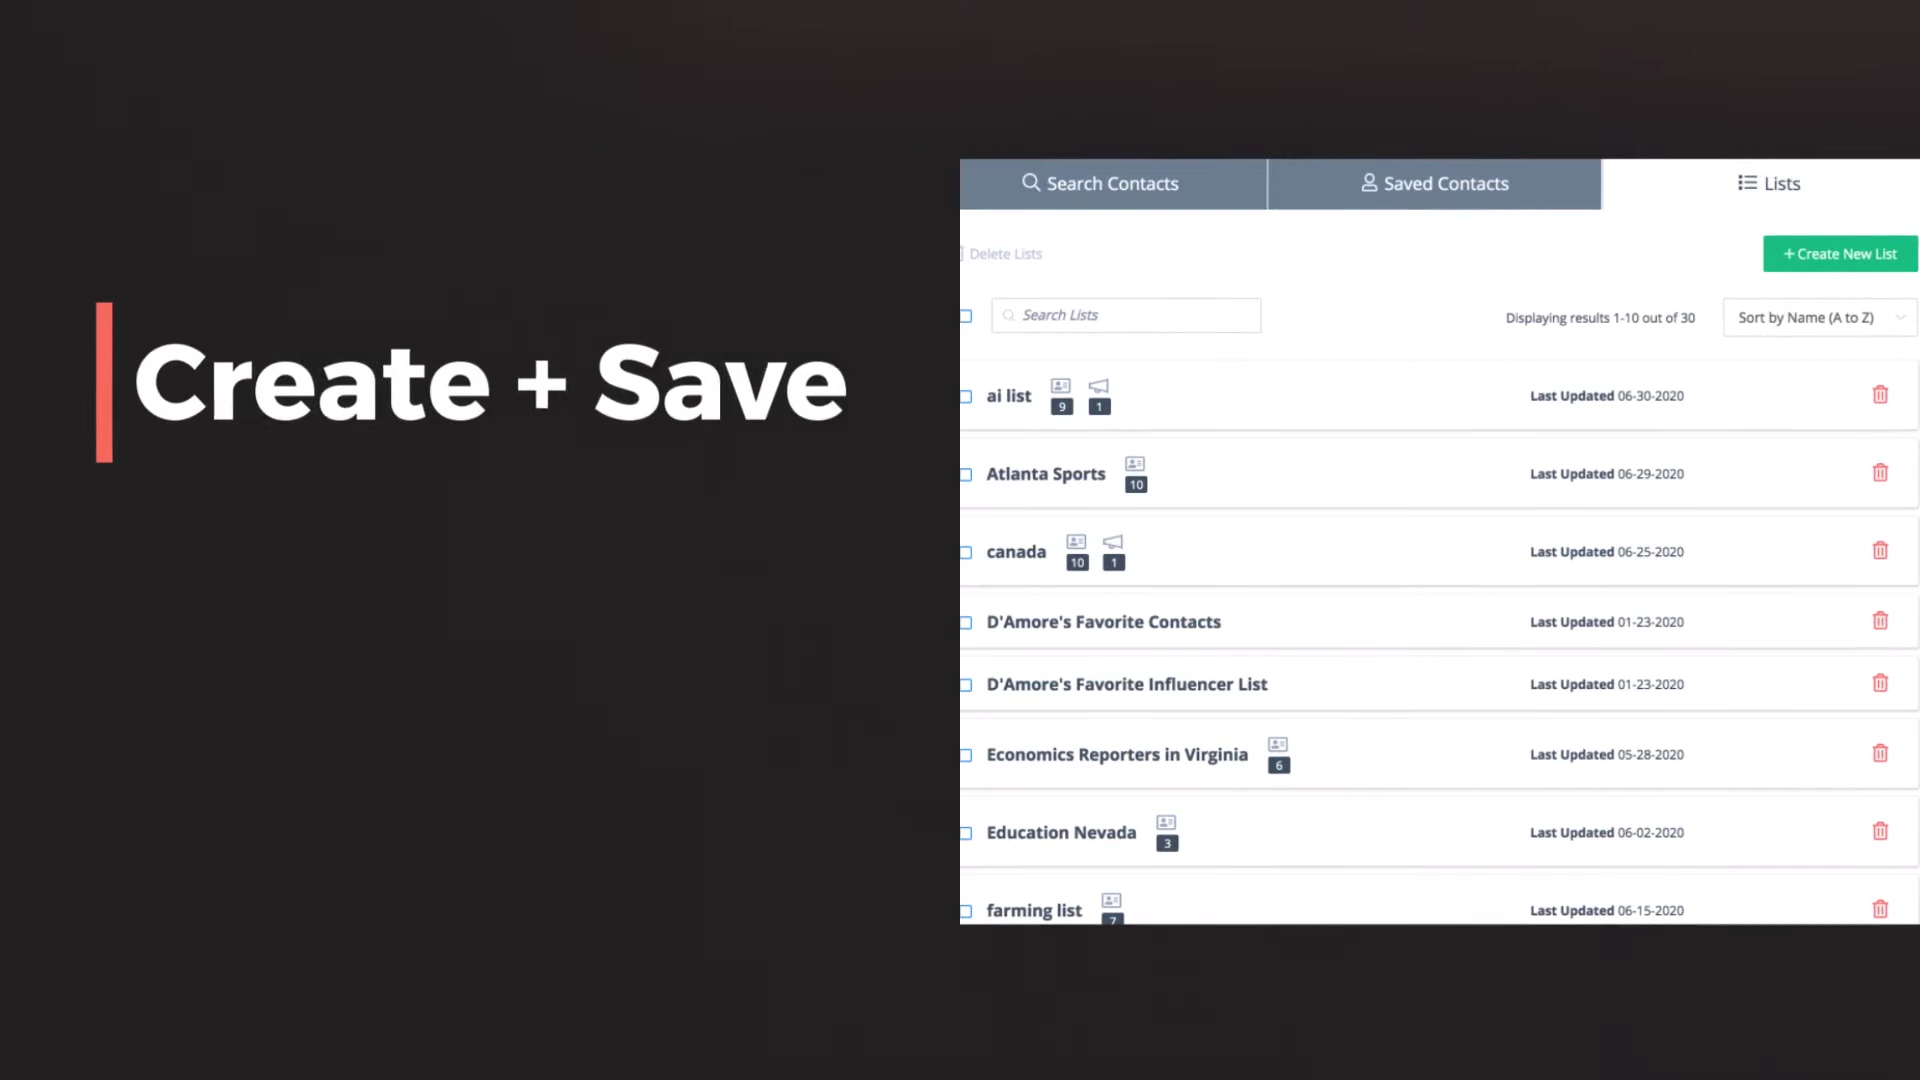 Create + Save
Search Contacts
Saved Contacts
Lists
Delete Lists
+ Create New List
Search Lists
Displaying results 1-10 out of 30
Sort by Name (A to Z)
ai list
9
1
Last Updated 06-30-2020
Atlanta Sports
10
Last Updated 06-29-2020
canada
10
1
Last Updated 06-25-2020
D'Amore's Favorite Contacts
Last Updated 01-23-2020
D'Amore's Favorite Influencer List
Last Updated 01-23-2020
Economics Reporters in Virginia
6
Last Updated 05-28-2020
Education Nevada
3
Last Updated 06-02-2020
farming list
7
Last Updated 06-15-2020